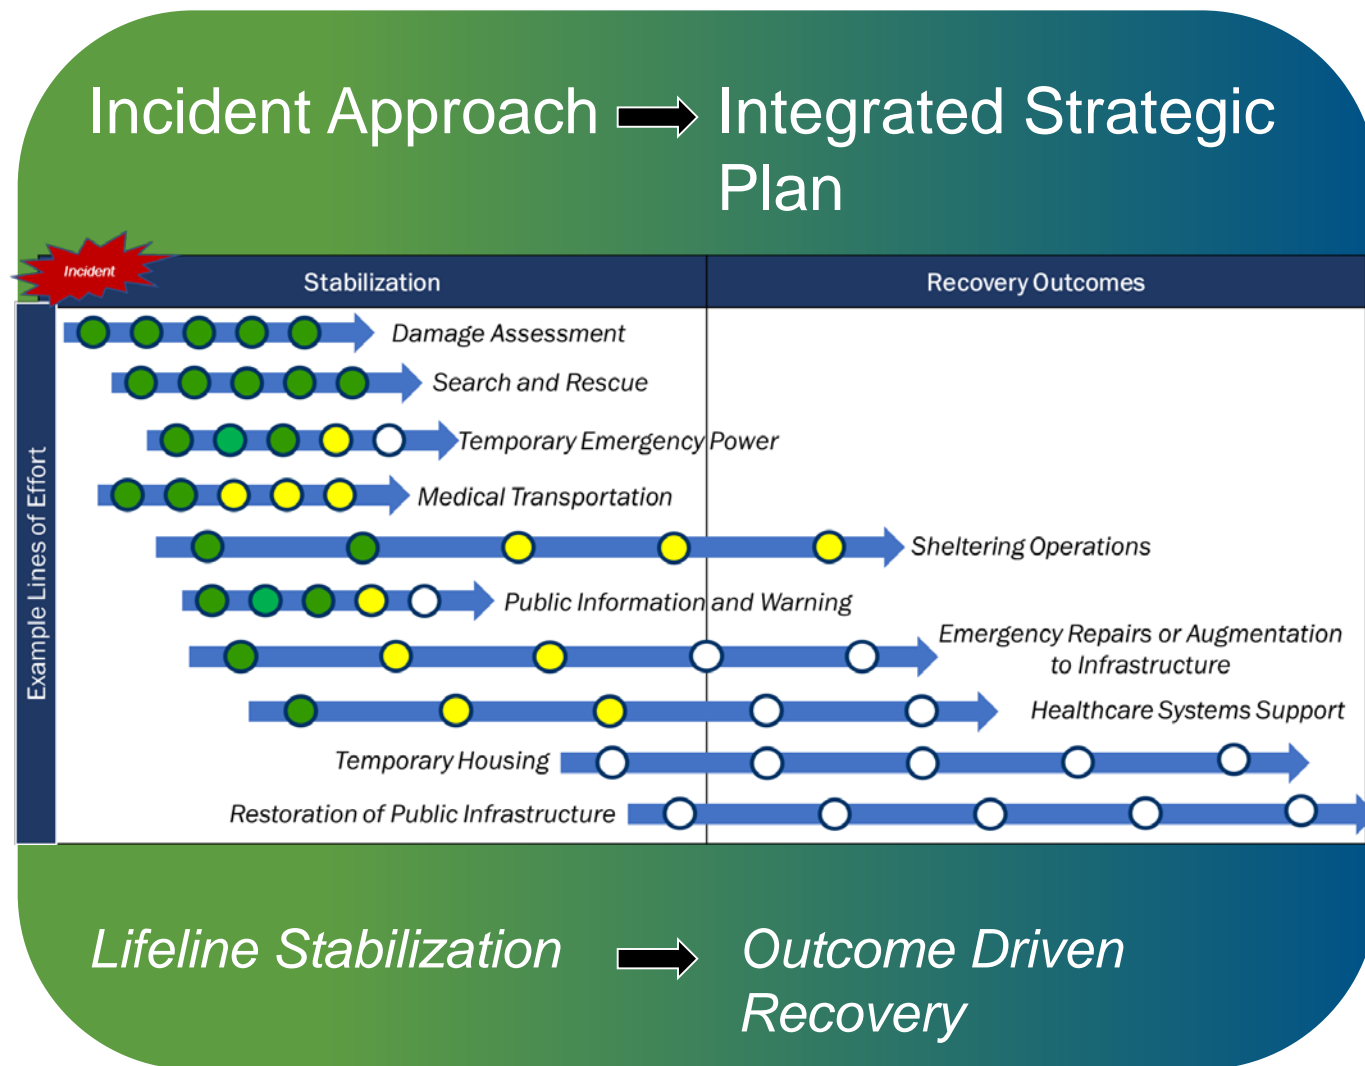 Incident Approach
Integrated Strategic
Plan
Incident
Stabilization
Recovery Outcomes
Example Lines of Effort
Damage Assessment
Search and Rescue
Temporary Emergency Power
Medical Transportation
Sheltering Operations
Public Information and Warning
Emergency Repairs or Augmentation
to Infrastructure
Healthcare Systems Support
Temporary Housing
Restoration of Public Infrastructure
Lifeline Stabilization
Outcome Driven
Recovery